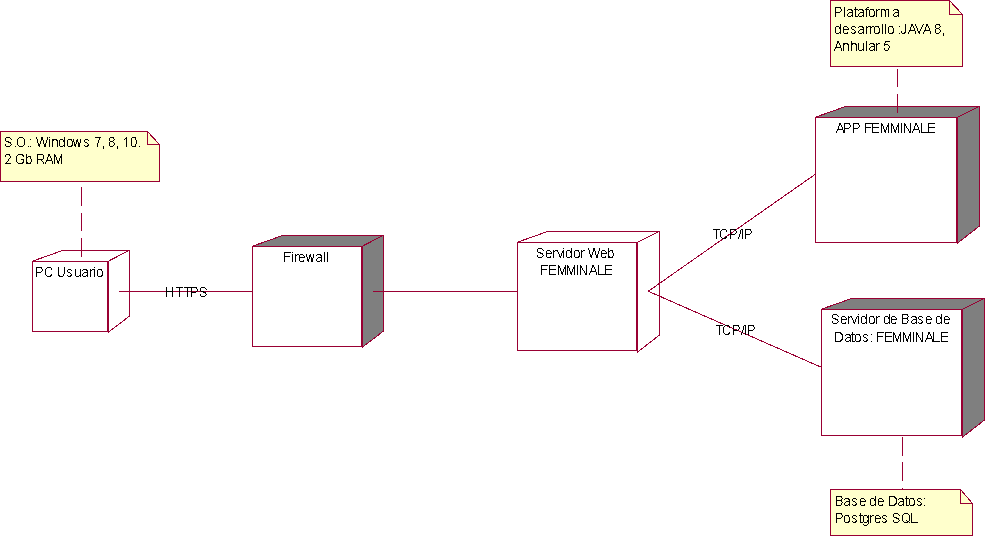 Plataforma
desarrollo :JAVA 8,
Anhular 5
S.O.: Windows 7, 8, 10.
2 Gb RAM
APP FEMMINALE
TCP/IP
PC Usuario
HTTPS
Firewall
Servidor Web
FEMMINALE
TCP/IP
Servidor de Base de
Datos: FEMMINALE
Base de Datos:
Postgres SQL